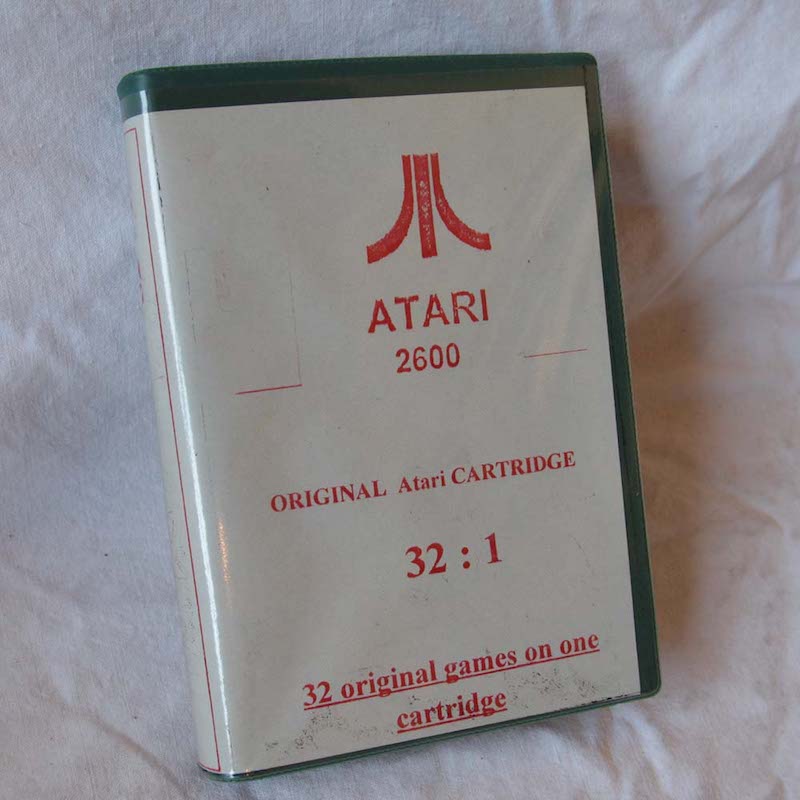 ATARI
2600
ORIGINAL Atari CARTRIDGE
32 : 1
32 original games on one
cartridge